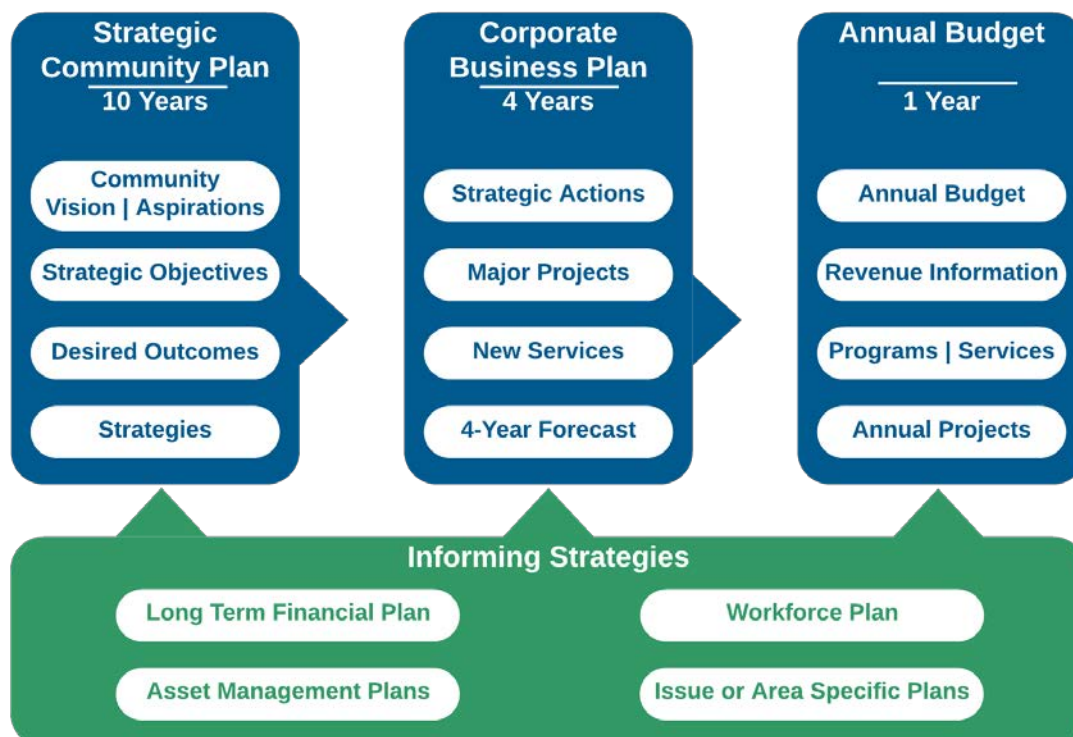 Strategic
Community Plan
10 Years
Community
Vision | Aspirations
Strategic Objectives
Desired Outcomes
Strategies
Corporate
Business Plan
4 Years
Strategic Actions
Major Projects
New Services
4-Year Forecast
Annual Budget
1 Year
Annual Budget
Revenue Information
Programs | Services
Annual Projects
Informing Strategies
Long Term Financial Plan
Workforce Plan
Asset Management Plans
Issue or Area Specific Plans